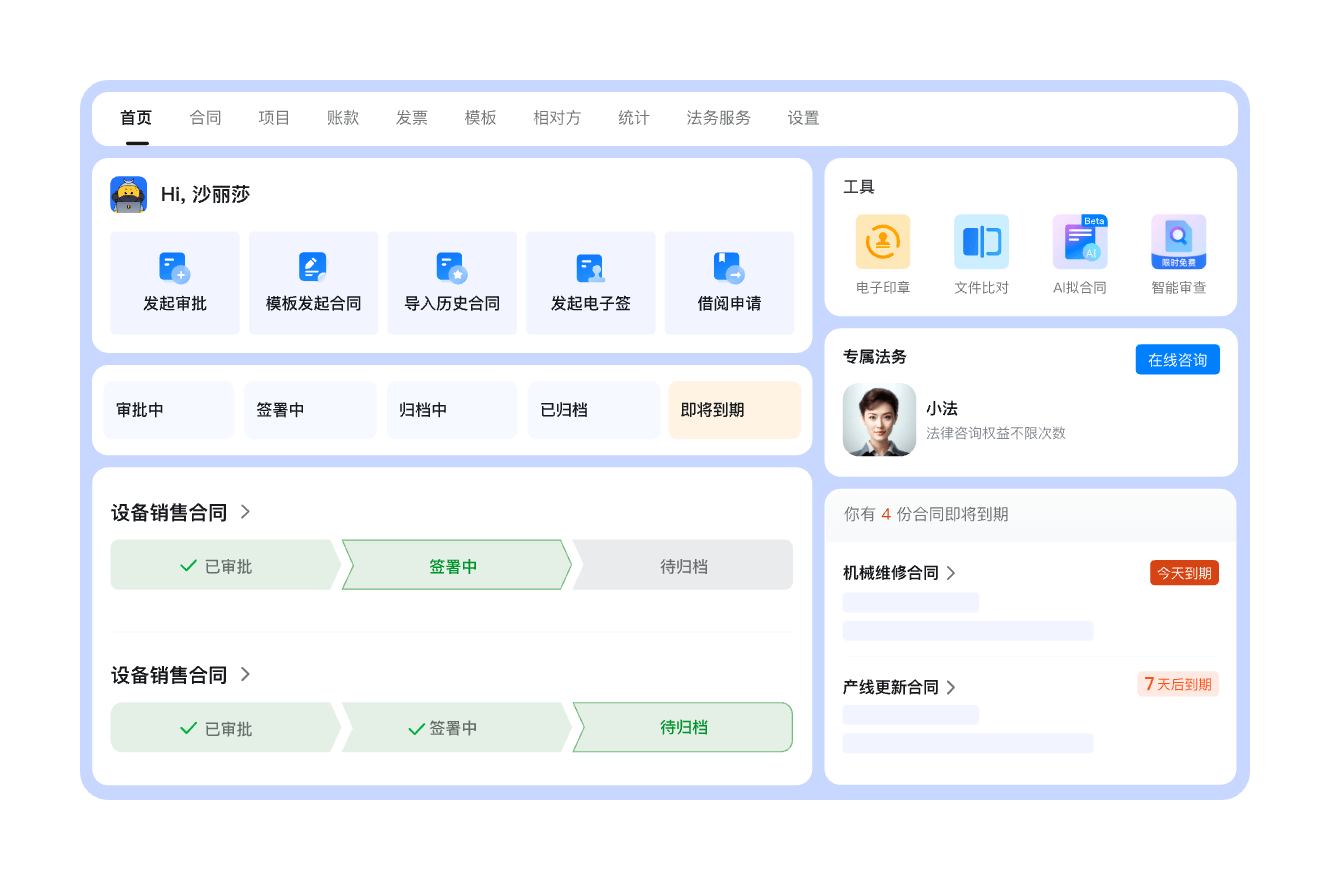 首页 合同 项目 账款 发票 模板 相对方 统计 法务服务 设置
Hi, 沙丽莎
发起审批 模板发起合同 导入历史合同 发起电子签 借阅申请
审批中 签署中 归档中 已归档 即将到期
设备销售合同
已审批 签署中 待归档
设备销售合同
已审批 签署中 待归档
工具
Beta
AI
限时免费
电子印章 文件比对 AI拟合同 智能审查
专属法务
在线咨询
小法
法律咨询权益不限次数
你有 4 份合同即将到期
机械维修合同 今天到期
产线更新合同 7天后到期